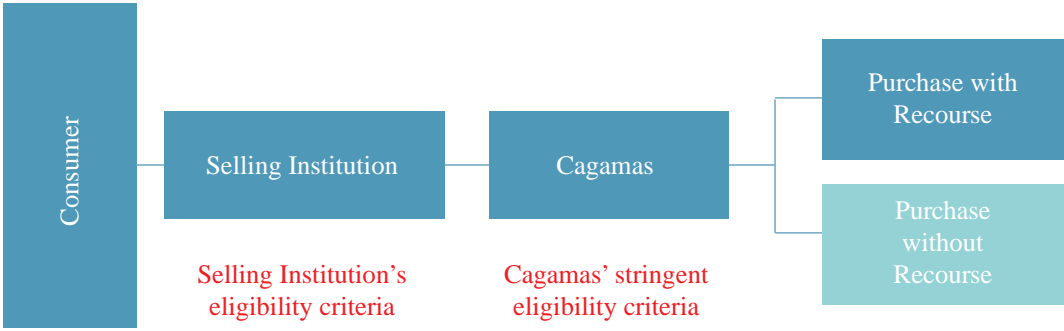 Consumer
Selling Institution
Selling Institution’s
eligibility criteria
Cagamas
Cagamas’ stringent
eligibility criteria
Purchase with
Recourse
Purchase
without
Recourse